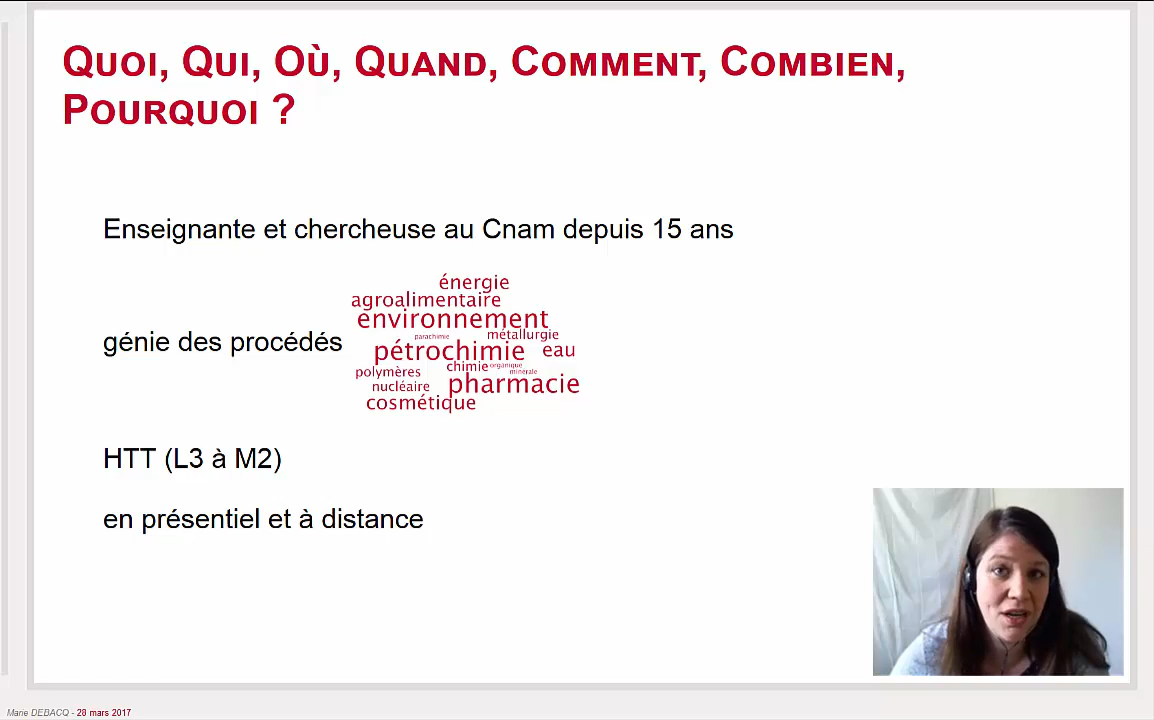 Quoi, Qui, Où, Quand, Comment, Combien,
Pourquoi ?
Enseignante et chercheuse au Cnam depuis 15 ans
énergie
agroalimentaire
environnement
parachimie métallurgie
génie des procédés
pétrochimie eau
chimie organique
polymères minérale
nucléaire pharmacie
cosmétique
HTT (L3 à M2)
en présentiel et à distance
Marie DEBACQ - 28 mars 2017